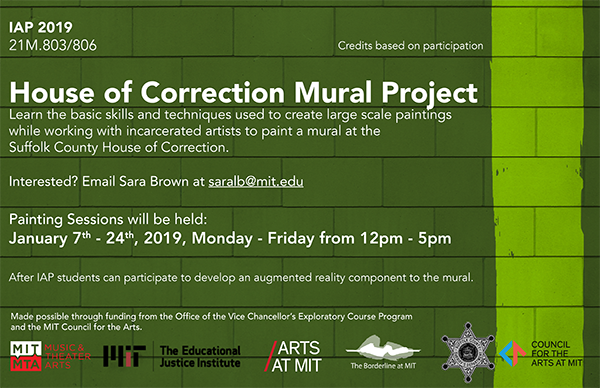 IAP 2019
21M.803/806
Credits based on participation
House of Correction Mural Project
Learn the basic skills and techniques used to create large scale paintings
while working with incarcerated artists to paint a mural at the
Suffolk County House of Correction.
Interested? Email Sara Brown at saralb@mit.edu
Painting Sessions will be held:
January 7th - 24th, 2019, Monday - Friday from 12pm - 5pm
After IAP students can participate to develop an augmented reality component to the mural.
Made possible through funding from the Office of the Vice Chancellor's Exploratory Course Program
and the MIT Council for the Arts.
MIT
MTA
MUSIC &
THEATER
ARTS
MIT
The Educational
Justice Institute
/ARTS
AT MIT
The Borderline at MIT
COUNCIL
FOR THE
ARTS AT MIT